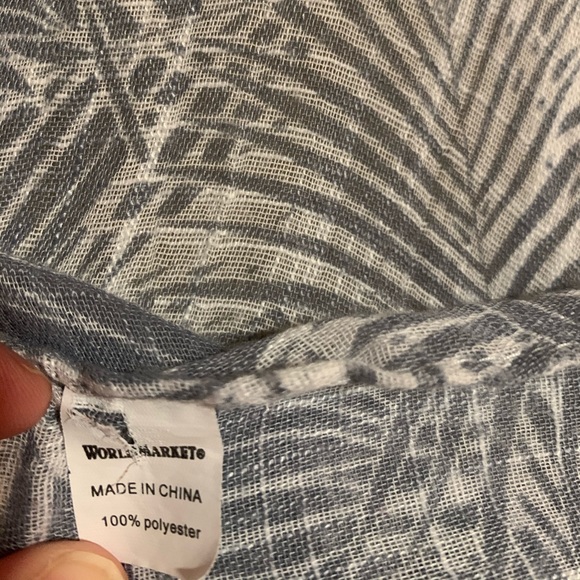 WORLD MARKET®
MADE IN CHINA
100% polyester